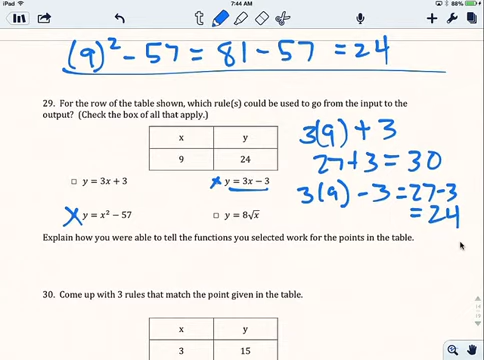 iPad
7:44 AM
88%
(9)² - 57 = 81 - 57 = 24
29. For the row of the table shown, which rule(s) could be used to go from the input to the
output? (Check the box of all that apply.)
x y
9 24
3(9) + 3
27 + 3 = 30
□ y = 3x + 3 x y = 3x − 3
3(9) - 3 = 27 - 3
= 24
X y = x² − 57 □ y = 8√x
Explain how you were able to tell the functions you selected work for the points in the table.
30. Come up with 3 rules that match the point given in the table.
x y
3 15